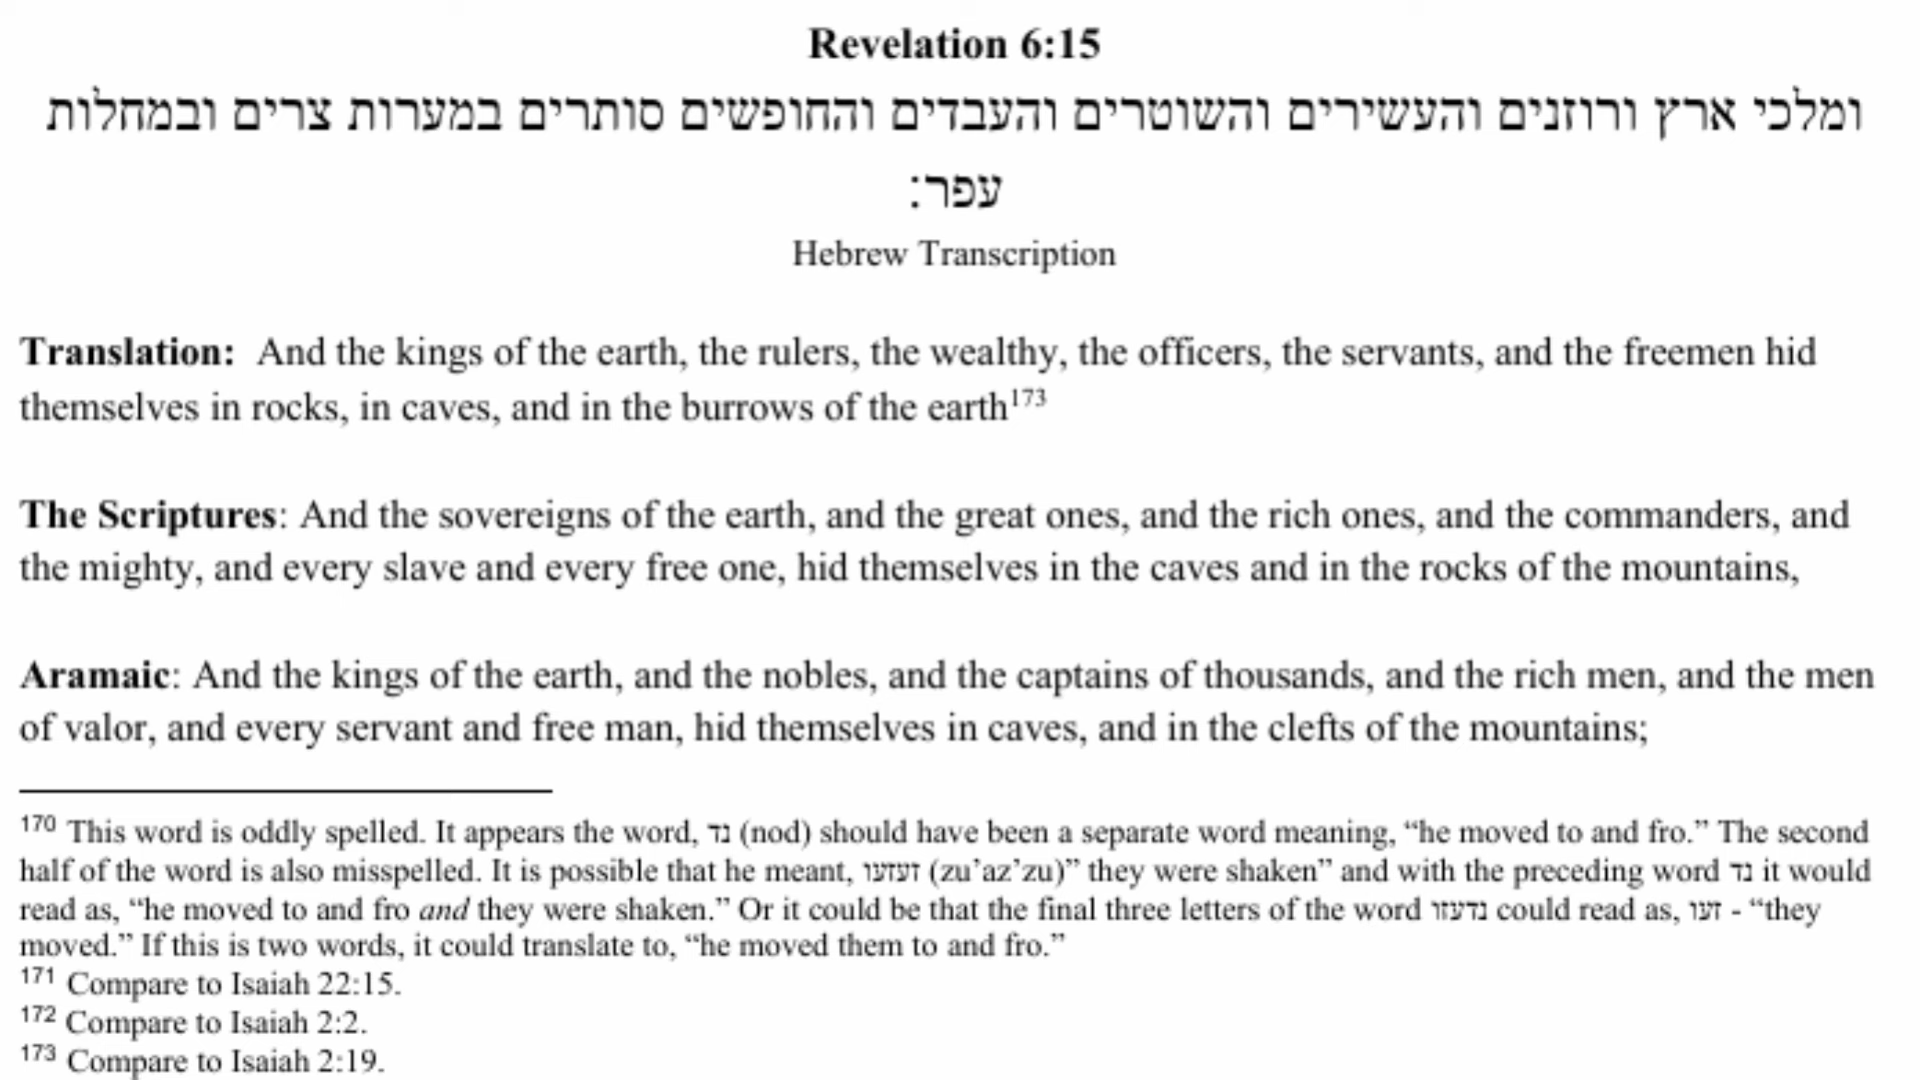 Revelation 6:15
ומלכי ארץ ורוזנים והעשירים והשוטרים והעבדים והחופשים סותרים במערות צרים ובמחלות
עפר:
Hebrew Transcription
Translation: And the kings of the earth, the rulers, the wealthy, the officers, the servants, and the freemen hid
themselves in rocks, in caves, and in the burrows of the earth173
The Scriptures: And the sovereigns of the earth, and the great ones, and the rich ones, and the commanders, and
the mighty, and every slave and every free one, hid themselves in the caves and in the rocks of the mountains,
Aramaic: And the kings of the earth, and the nobles, and the captains of thousands, and the rich men, and the men
of valor, and every servant and free man, hid themselves in caves, and in the clefts of the mountains;
170 This word is oddly spelled. It appears the word, נד (nod) should have been a separate word meaning, “he moved to and fro.” The second
half of the word is also misspelled. It is possible that he meant, זעזעו (zu’az’zu)” they were shaken” and with the preceding word נד it would
read as, “he moved to and fro and they were shaken.” Or it could be that the final three letters of the word נדעזו could read as, זעו - “they
moved.” If this is two words, it could translate to, “he moved them to and fro.”
171 Compare to Isaiah 22:15.
172 Compare to Isaiah 2:2.
173 Compare to Isaiah 2:19.